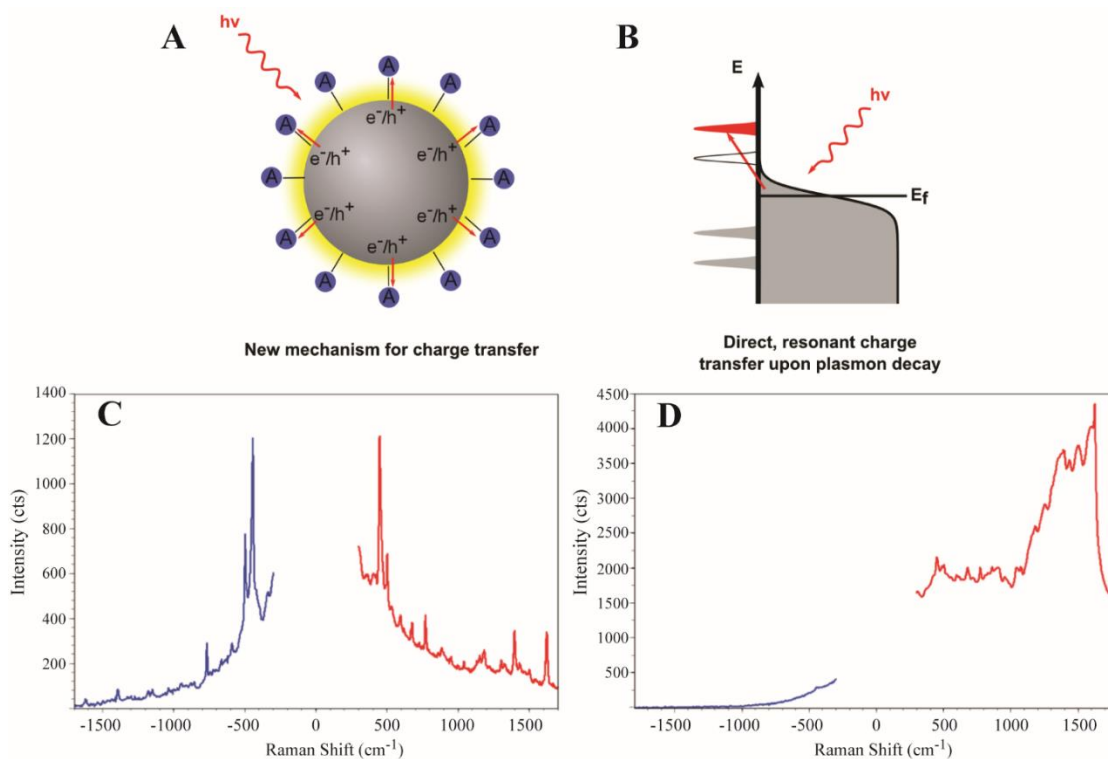 A
hν
A
A
A
A
A
A
A
A
A
A
A
A
e⁻/h⁺
e⁻/h⁺
e⁻/h⁺
e⁻/h⁺
e⁻/h⁺
e⁻/h⁺
New mechanism for charge transfer
B
E
hν
E_f
Direct, resonant charge
transfer upon plasmon decay
C
Intensity (cts)
1400
1200
1000
800
600
400
200
-1500 -1000 -500 0 500 1000 1500
Raman Shift (cm⁻¹)
D
Intensity (cts)
4500
4000
3500
3000
2500
2000
1500
1000
500
-1500 -1000 -500 0 500 1000 1500
Raman Shift (cm⁻¹)